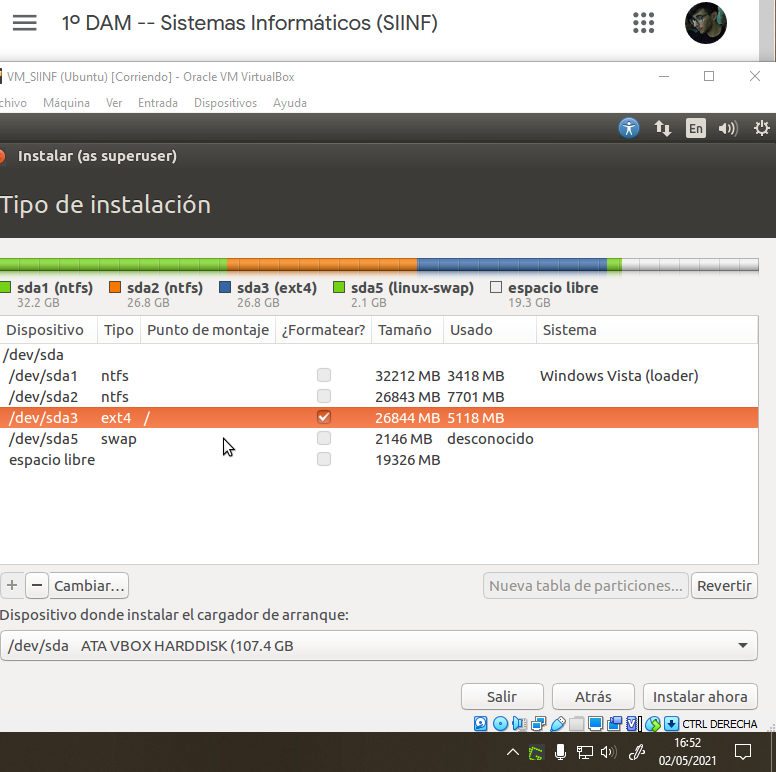 1º DAM -- Sistemas Informáticos (SIINF)
VM_SIINF (Ubuntu) [Corriendo] - Oracle VM VirtualBox
chivo Máquina Ver Entrada Dispositivos Ayuda
En
Instalar (as superuser)
Tipo de instalación
sda1 (ntfs) sda2 (ntfs) sda3 (ext4) sda5 (linux-swap) espacio libre
32.2 GB 26.8 GB 26.8 GB 2.1 GB 19.3 GB
Dispositivo Tipo Punto de montaje ¿Formatear? Tamaño Usado Sistema
/dev/sda
/dev/sda1 ntfs 32212 MB 3418 MB Windows Vista (loader)
/dev/sda2 ntfs 26843 MB 7701 MB
/dev/sda3 ext4 / 26844 MB 5118 MB
/dev/sda5 swap 2146 MB desconocido
espacio libre 19326 MB
+ − Cambiar... Nueva tabla de particiones... Revertir
Dispositivo donde instalar el cargador de arranque:
/dev/sda ATA VBOX HARDDISK (107.4 GB
Salir Atrás Instalar ahora
CTRL DERECHA
16:52
02/05/2021